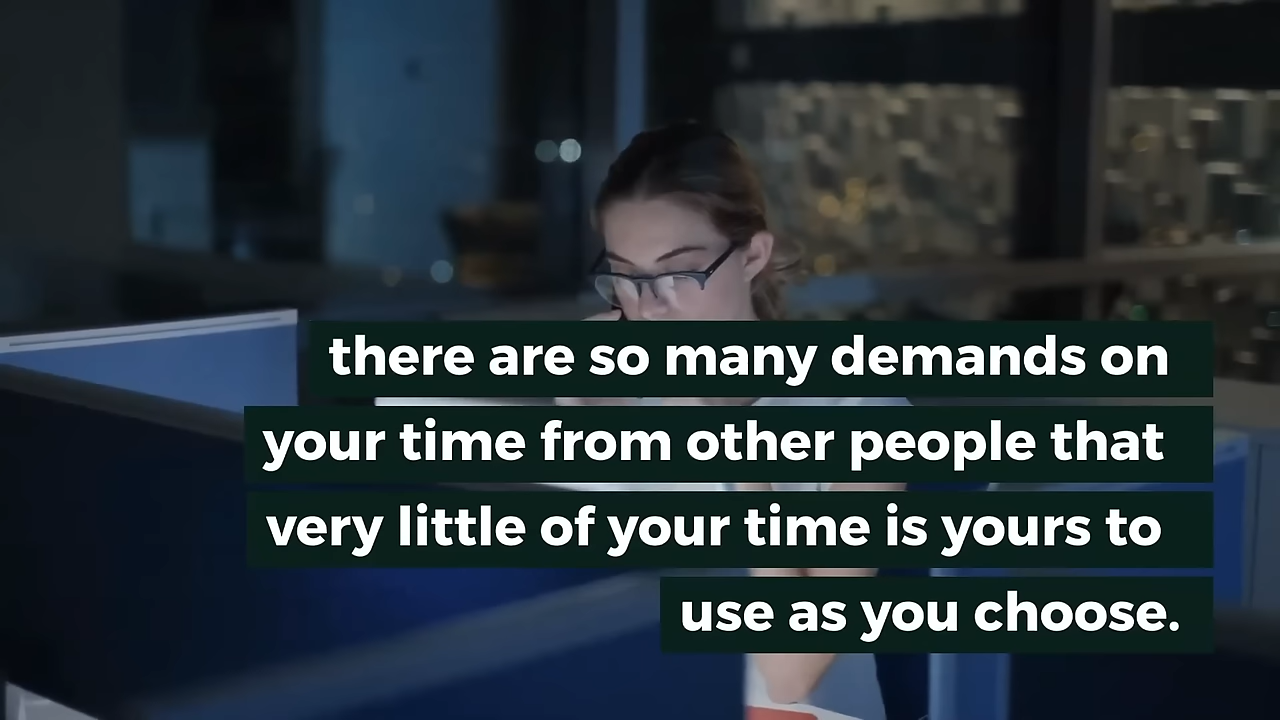 there are so many demands on
your time from other people that
very little of your time is yours to
use as you choose.